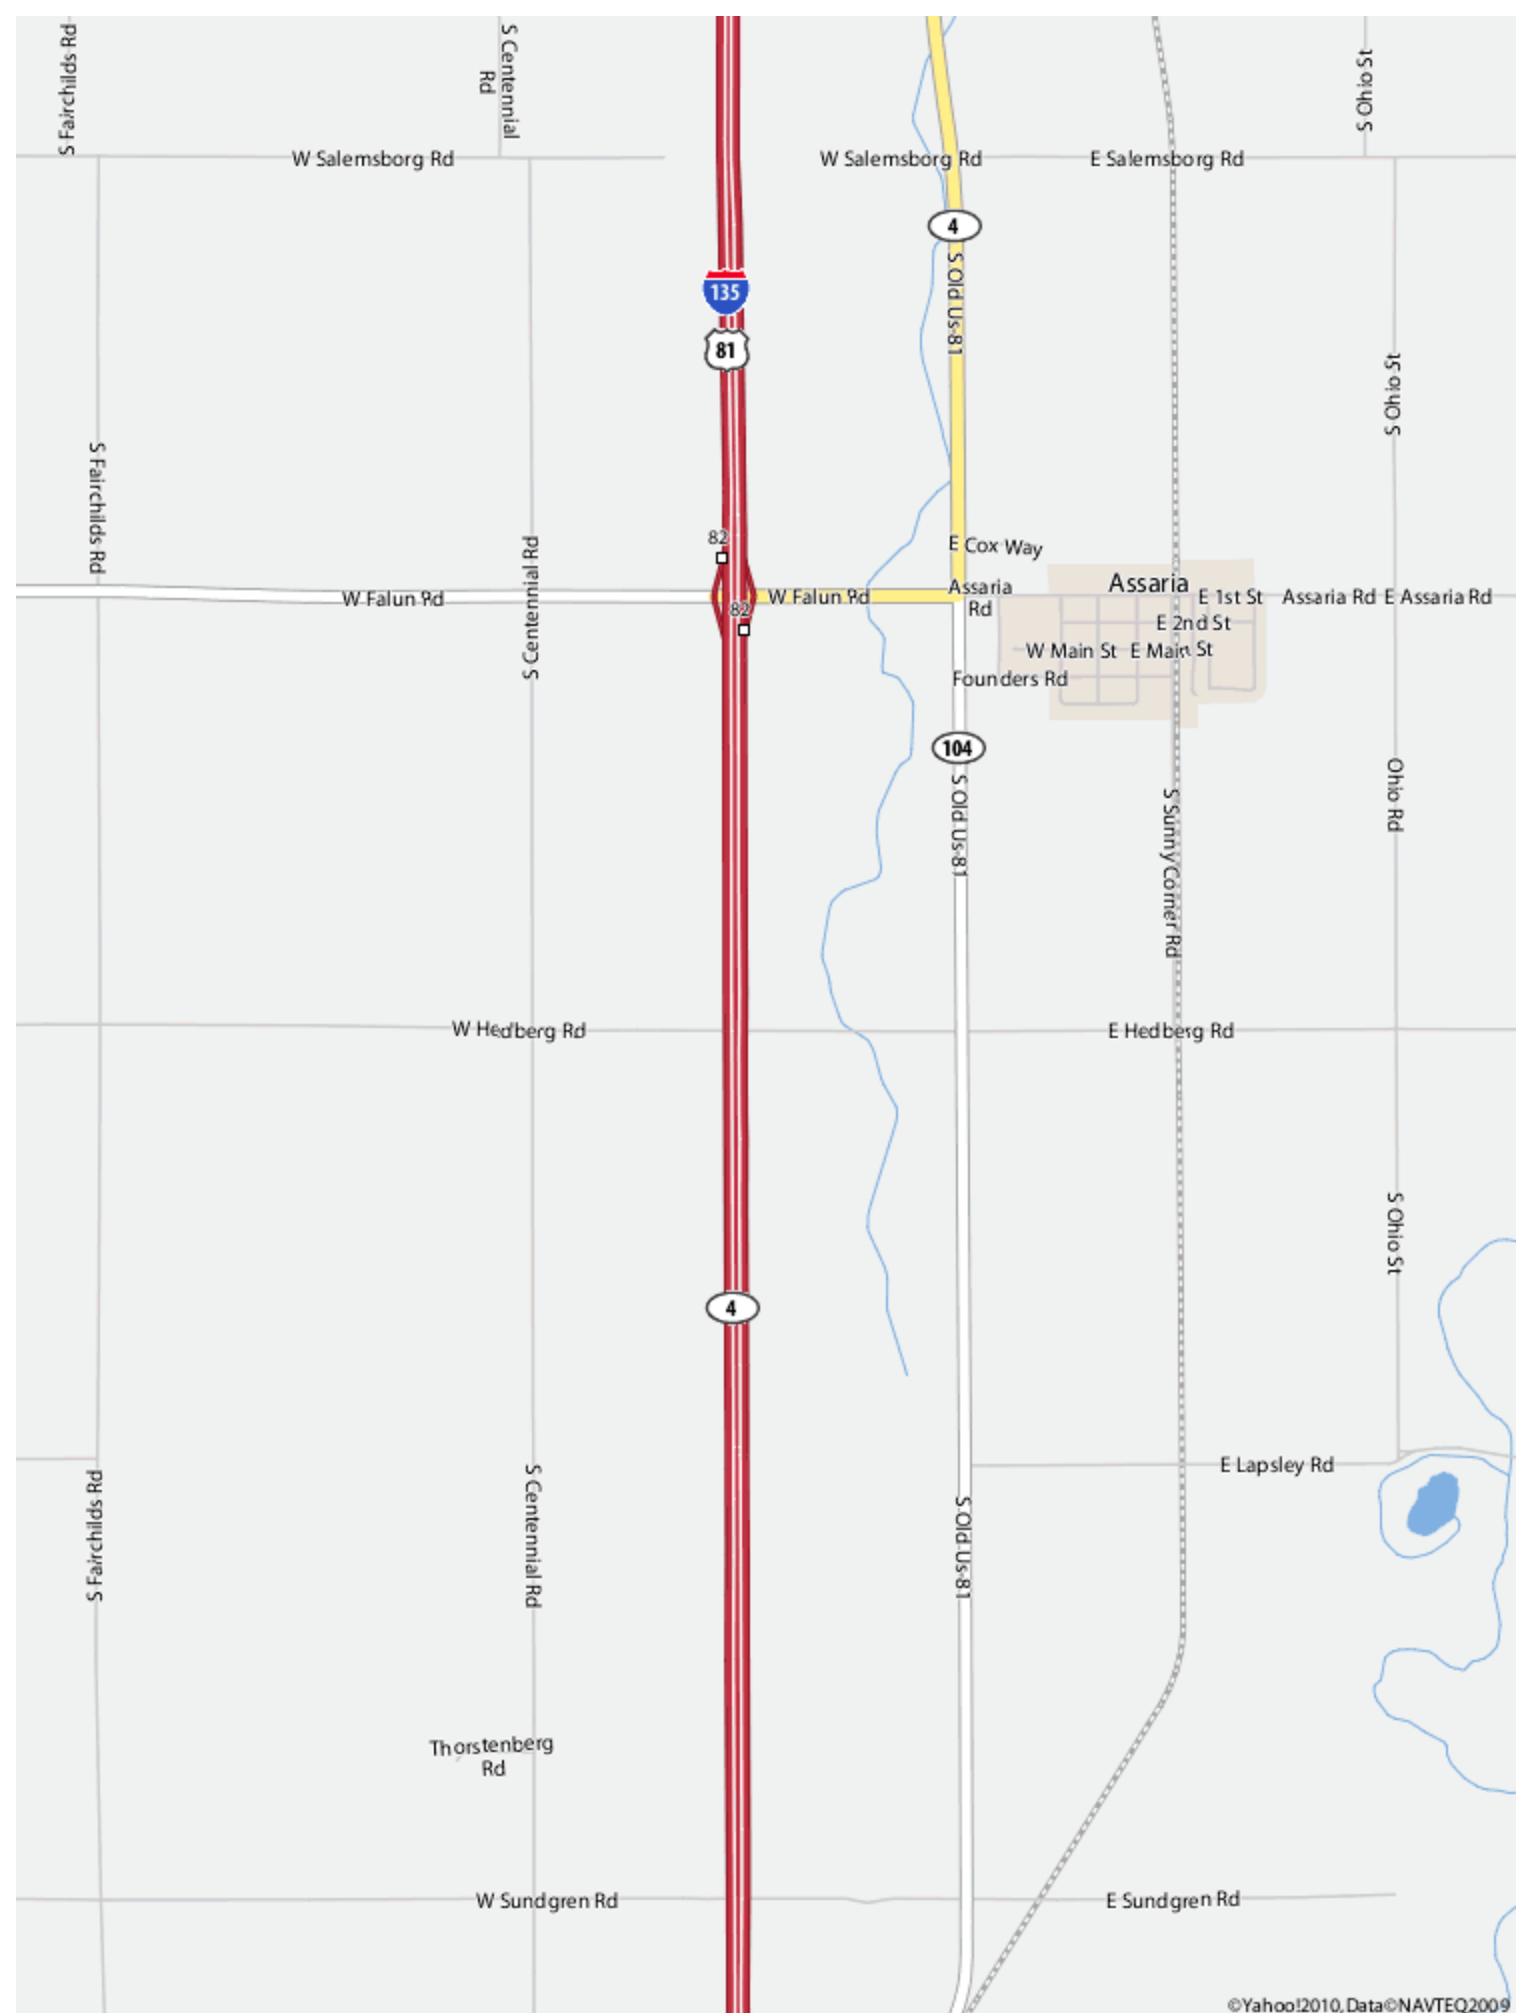 S Fairchilds Rd
S Centennial
Rd
S Ohio St
W Salemsborg Rd
W Salemsborg Rd
E Salemsborg Rd
4
S Old Us-81
135
81
S Ohio St
S Fairchilds Rd
82
S Centennial Rd
E Cox Way
Assaria
Rd
Assaria
W Falun Rd
W Falun Rd
82
E 1st St
Assaria Rd
E Assaria Rd
E 2nd St
W Main St
E Main St
Founders Rd
104
S Old Us-81
S Sunny Corner Rd
Ohio Rd
W Hedberg Rd
E Hedberg Rd
S Ohio St
4
E Lapsley Rd
S Fairchilds Rd
S Centennial Rd
S Old Us-81
Thorstenberg
Rd
W Sundgren Rd
E Sundgren Rd
©Yahoo!2010, Data©NAVTEQ2009